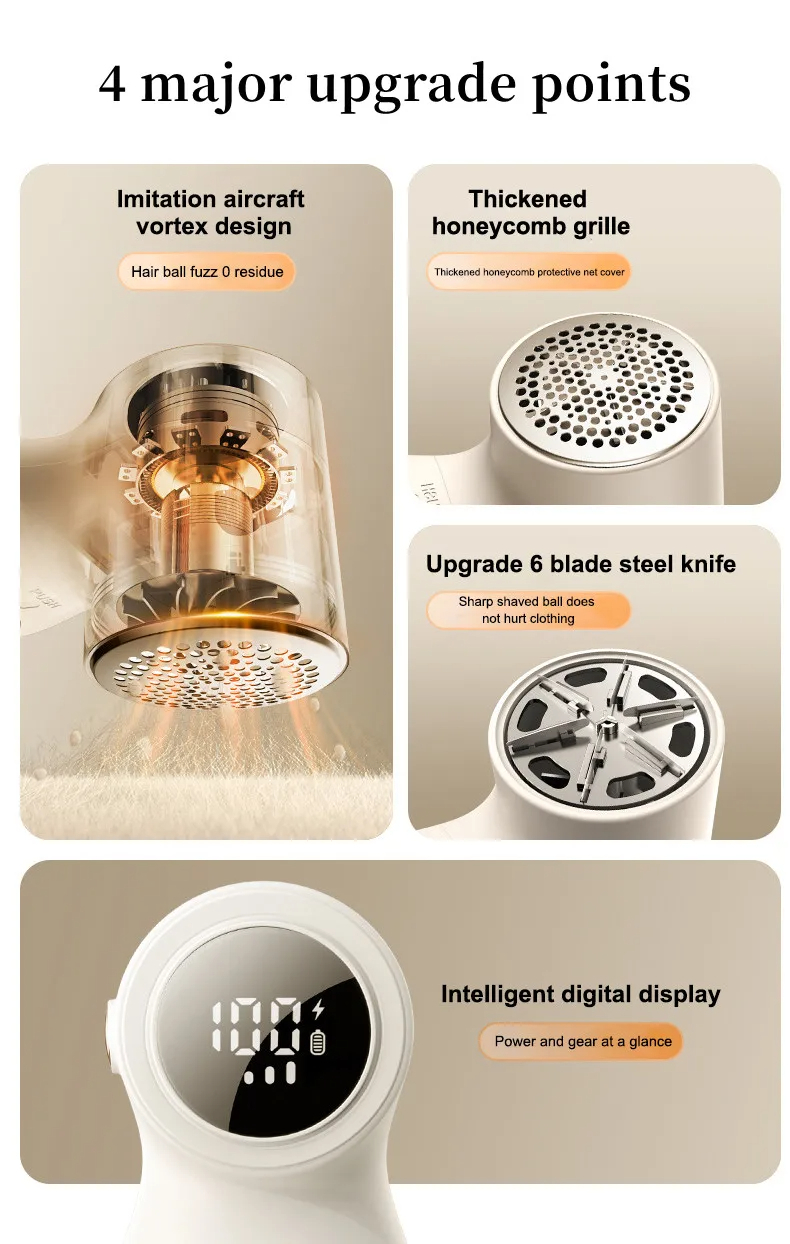 4 major upgrade points
Imitation aircraft
vortex design
Hair ball fuzz 0 residue
Thickened
honeycomb grille
Thickened honeycomb protective net cover
PUSH
Upgrade 6 blade steel knife
Sharp shaved ball does
not hurt clothing
100
Intelligent digital display
Power and gear at a glance